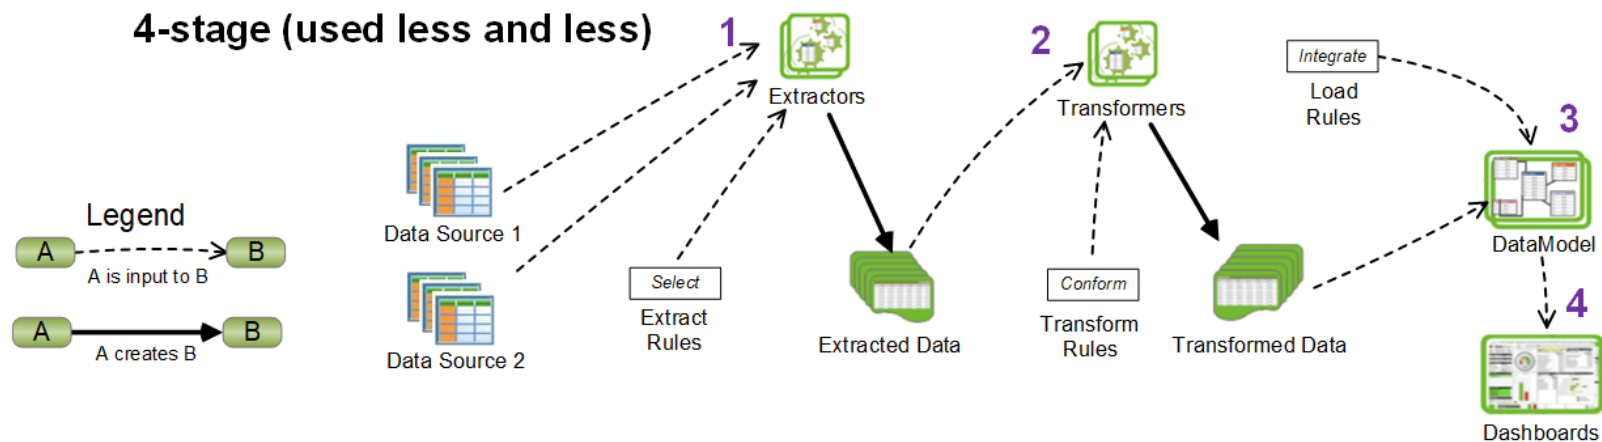 4-stage (used less and less)
1
Extractors
2
Transformers
Integrate
Load
Rules
3
DataModel
4
Dashboards
Data Source 1
Data Source 2
Select
Extract
Rules
Extracted Data
Conform
Transform
Rules
Transformed Data
Legend
A
B
A is input to B
A
B
A creates B